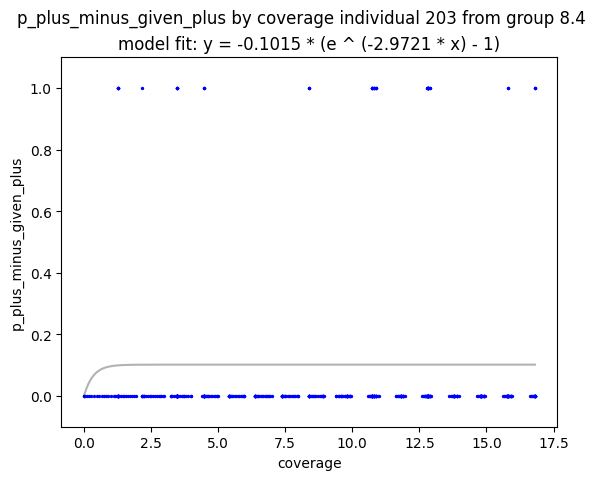 p_plus_minus_given_plus by coverage individual 203 from group 8.4
model fit: y = -0.1015 * (e ^ (-2.9721 * x) - 1)
1.0
0.8
0.6
0.4
0.2
0.0
p_plus_minus_given_plus
0.0 2.5 5.0 7.5 10.0 12.5 15.0 17.5
coverage